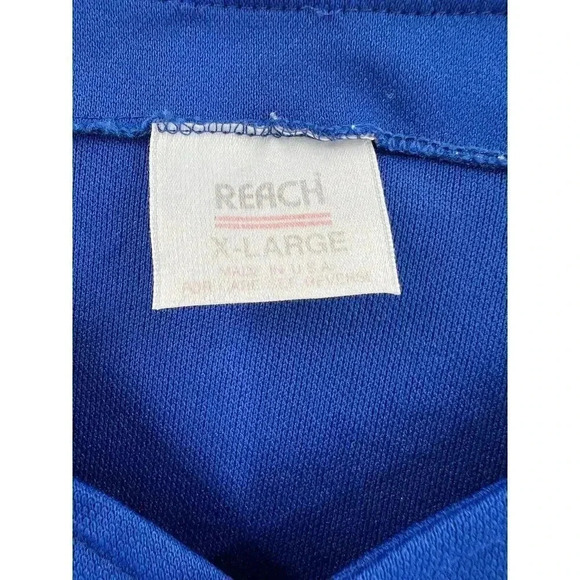 REACH
X-LARGE
MADE IN U.S.A.
FOR CARE SEE REVERSE